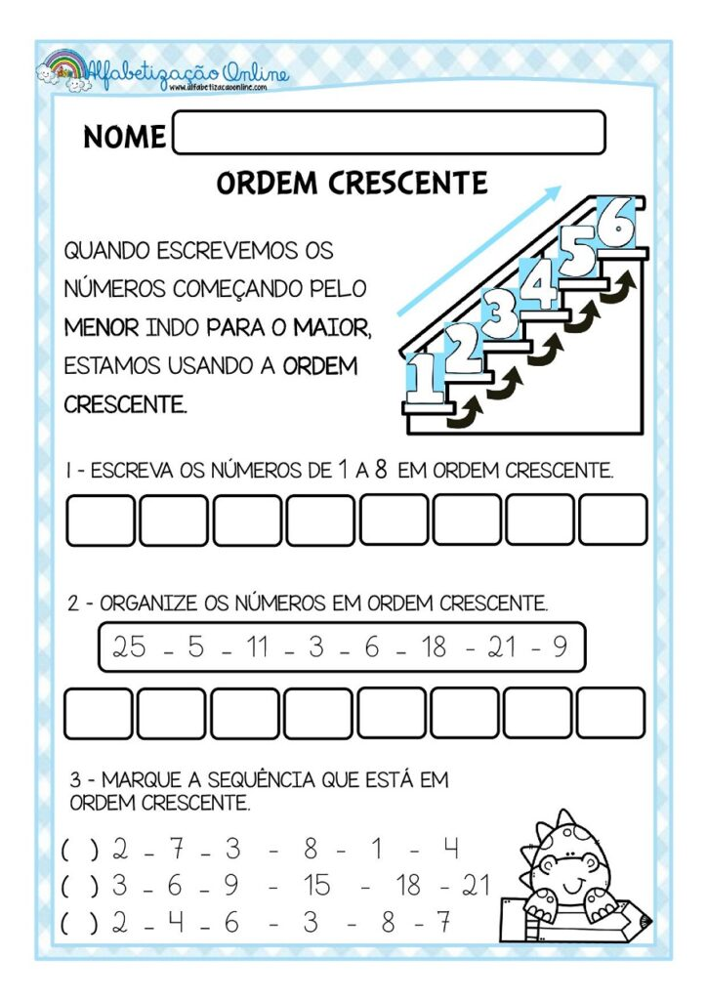 Alfabetização Online
www.alfabetizacaoonline.com
NOME
ORDEM CRESCENTE
QUANDO ESCREVEMOS OS
NÚMEROS COMEÇANDO PELO
MENOR INDO PARA O MAIOR,
ESTAMOS USANDO A ORDEM
CRESCENTE.
1 2 3 4 5 6
1 - ESCREVA OS NÚMEROS DE 1 A 8 EM ORDEM CRESCENTE.
2 - ORGANIZE OS NÚMEROS EM ORDEM CRESCENTE.
25 - 5 - 11 - 3 - 6 - 18 - 21 - 9
3 - MARQUE A SEQUÊNCIA QUE ESTÁ EM
ORDEM CRESCENTE.
( ) 2 - 7 - 3 - 8 - 1 - 4
( ) 3 - 6 - 9 - 15 - 18 - 21
( ) 2 - 4 - 6 - 3 - 8 - 7